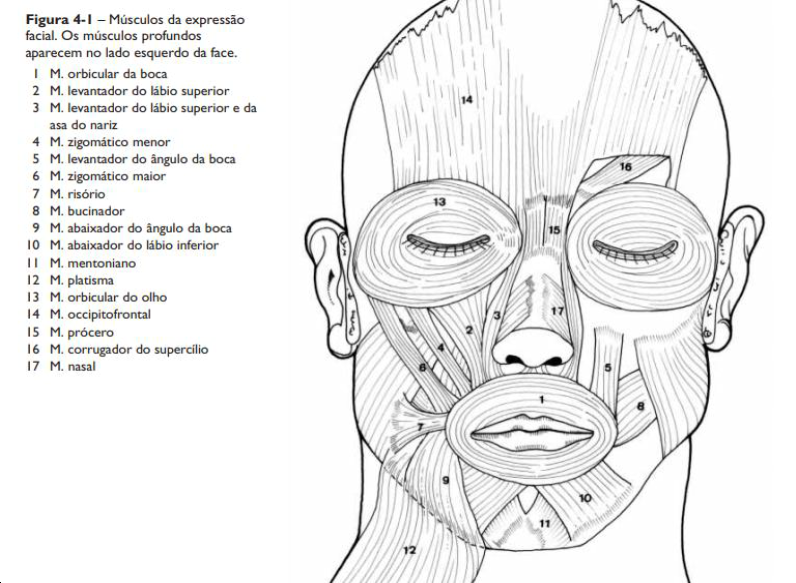 Figura 4-1 – Músculos da expressão
facial. Os músculos profundos
aparecem no lado esquerdo da face.
1 M. orbicular da boca
2 M. levantador do lábio superior
3 M. levantador do lábio superior e da
asa do nariz
4 M. zigomático menor
5 M. levantador do ângulo da boca
6 M. zigomático maior
7 M. risório
8 M. bucinador
9 M. abaixador do ângulo da boca
10 M. abaixador do lábio inferior
11 M. mentoniano
12 M. platisma
13 M. orbicular do olho
14 M. occipitofrontal
15 M. prócero
16 M. corrugador do supercílio
17 M. nasal
14
16
13
15
3
17
2
4
6
5
1
8
7
9
10
11
12